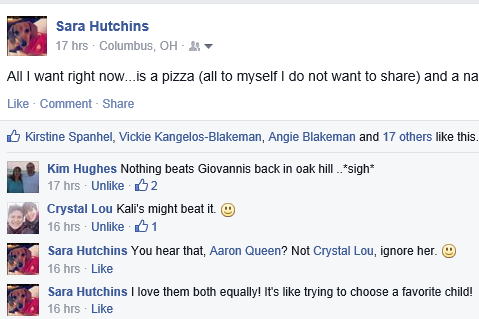 Sara Hutchins
17 hrs · Columbus, OH ·
All I want right now...is a pizza (all to myself I do not want to share) and a na
Like · Comment · Share
Kirstine Spanhel, Vickie Kangelos-Blakeman, Angie Blakeman and 17 others like this.
Kim Hughes Nothing beats Giovannis back in oak hill ..*sigh*
17 hrs · Unlike · 2
Crystal Lou Kali's might beat it. 🙂
16 hrs · Unlike · 1
Sara Hutchins You hear that, Aaron Queen? Not Crystal Lou, ignore her. 🙂
16 hrs · Like
Sara Hutchins I love them both equally! It's like trying to choose a favorite child!
16 hrs · Like